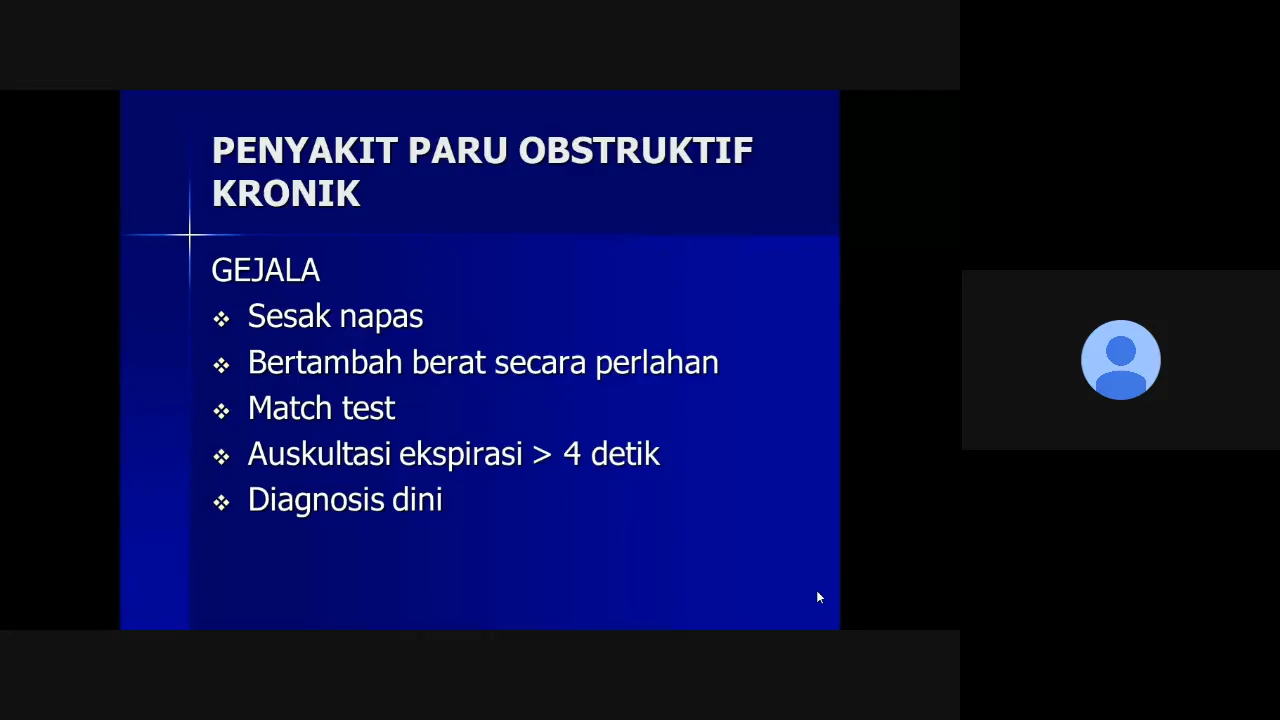 PENYAKIT PARU OBSTRUKTIF
KRONIK
GEJALA
Sesak napas
Bertambah berat secara perlahan
Match test
Auskultasi ekspirasi > 4 detik
Diagnosis dini